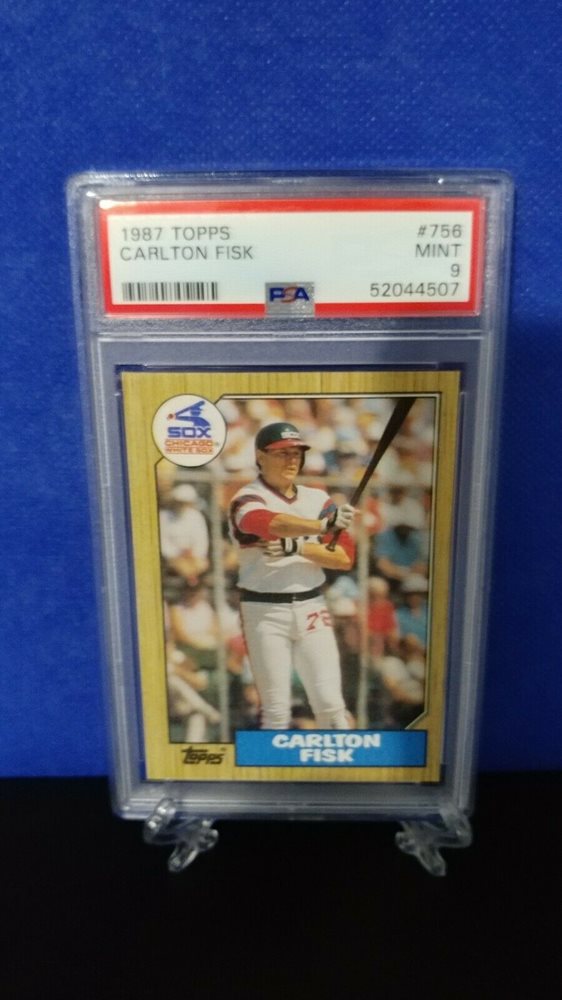 1987 TOPPS #756
CARLTON FISK MINT
9
PSA 52044507
SOX
CHICAGO
WHITE SOX
72
Topps
CARLTON
FISK